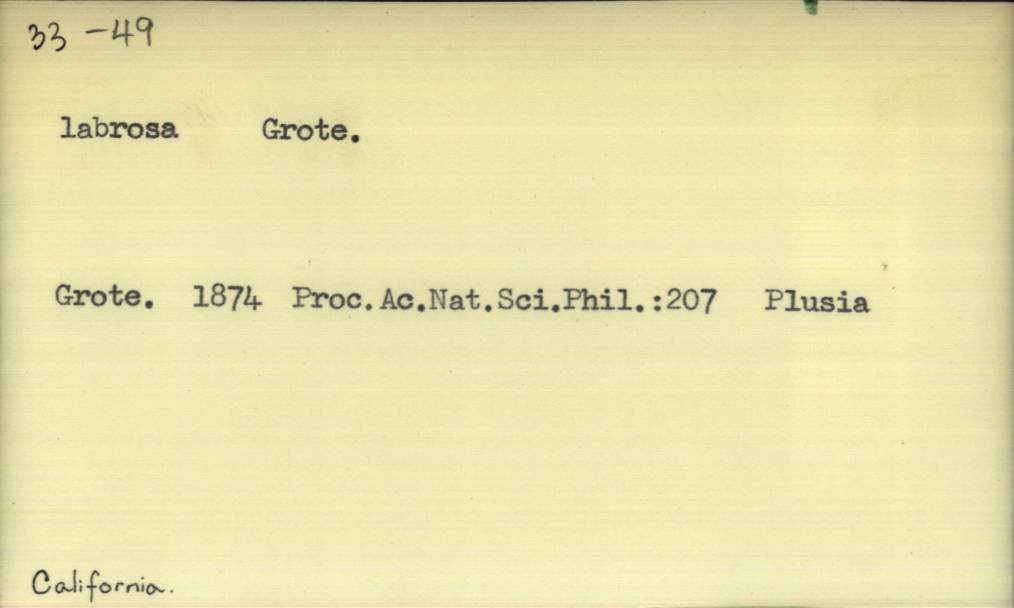 33 - 49
labrosa Grote.
Grote. 1874 Proc.Ac.Nat.Sci.Phil.:207 Plusia
California.